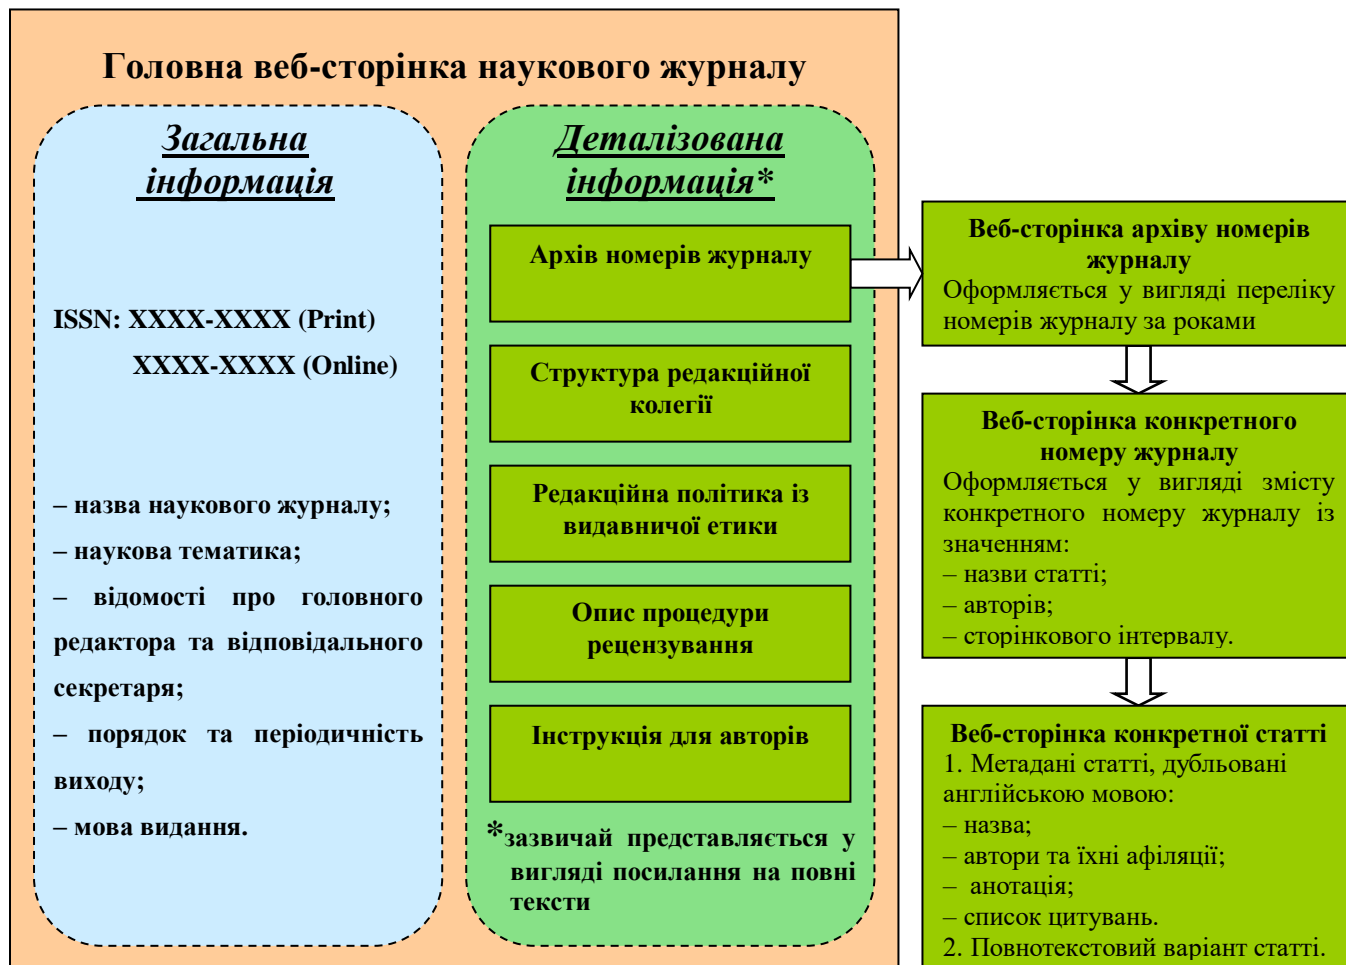 Головна веб-сторінка наукового журналу
Загальна
інформація
ISSN: XXXX-XXXX (Print)
XXXX-XXXX (Online)
– назва наукового журналу;
– наукова тематика;
– відомості про головного
редактора та відповідального
секретаря;
– порядок та періодичність
виходу;
– мова видання.
Деталізована
інформація*
Архів номерів журналу
Структура редакційної
колегії
Редакційна політика із
видавничої етики
Опис процедури
рецензування
Інструкція для авторів
*зазвичай представляється у
вигляді посилання на повні
тексти
Веб-сторінка архіву номерів
журналу
Оформляється у вигляді переліку
номерів журналу за роками
Веб-сторінка конкретного
номеру журналу
Оформляється у вигляді змісту
конкретного номеру журналу із
значенням:
– назви статті;
– авторів;
– сторінкового інтервалу.
Веб-сторінка конкретної статті
1. Метадані статті, дубльовані
англійською мовою:
– назва;
– автори та їхні афіляції;
– анотація;
– список цитувань.
2. Повнотекстовий варіант статті.